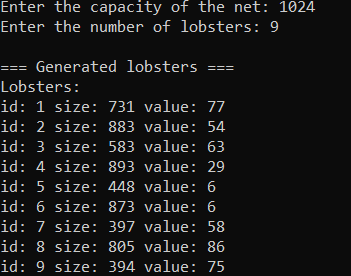 Enter the capacity of the net: 1024
Enter the number of lobsters: 9
=== Generated lobsters ===
Lobsters:
id: 1 size: 731 value: 77
id: 2 size: 883 value: 54
id: 3 size: 583 value: 63
id: 4 size: 893 value: 29
id: 5 size: 448 value: 6
id: 6 size: 873 value: 6
id: 7 size: 397 value: 58
id: 8 size: 805 value: 86
id: 9 size: 394 value: 75